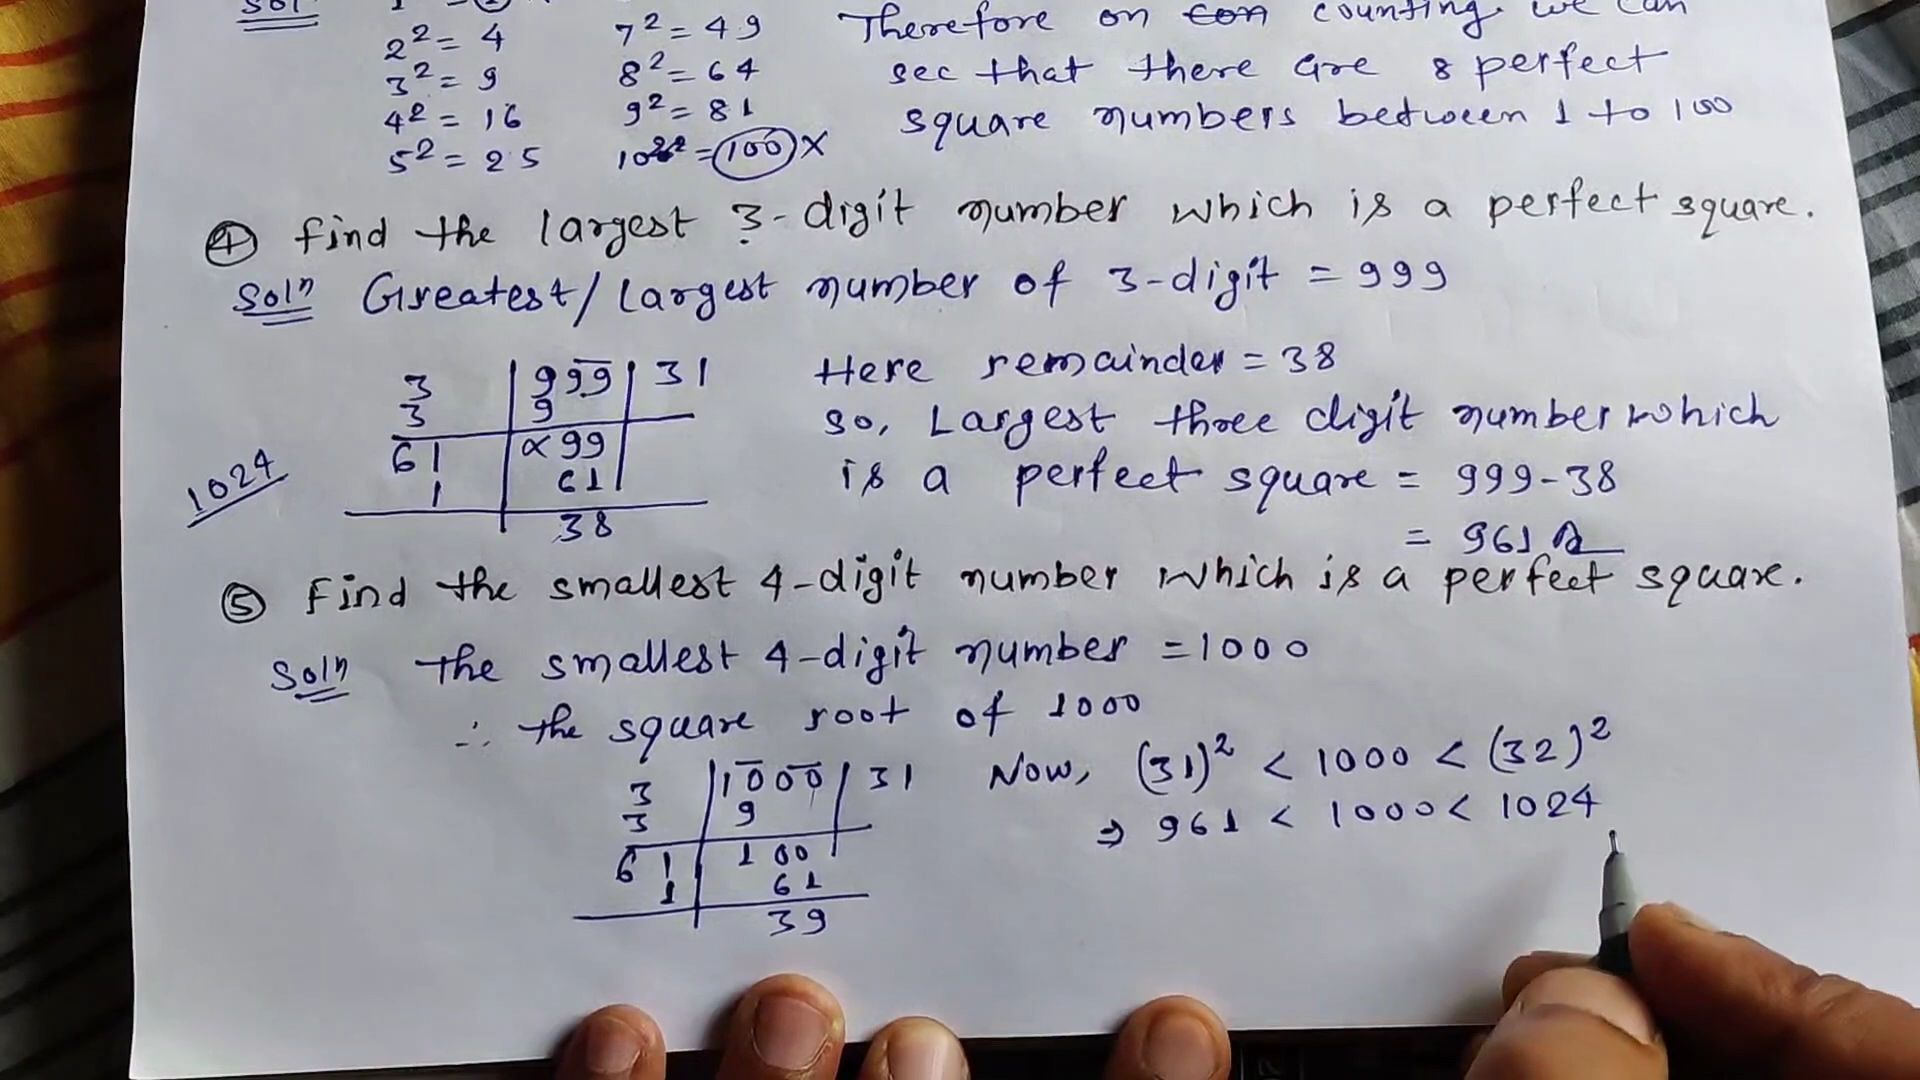 Soln 1 = 1
2² = 4 7² = 49 Therefore on counting we can
3² = 9 8² = 64 see that there are 8 perfect
4² = 16 9² = 81 square numbers between 1 to 100
5² = 25 10² = 100 ×
④ Find the largest 3-digit number which is a perfect square.
Soln Greatest/largest number of 3-digit = 999
3 999 31 Here remainder = 38
3 9 so, Largest three digit number which
61 ×99 is a perfect square = 999-38
1024 1 61 = 961
38
⑤ Find the smallest 4-digit number which is a perfect square.
Soln The smallest 4-digit number = 1000
∴ the square root of 1000
3 1000 31 Now, (31)² < 1000 < (32)²
3 9 ⇒ 961 < 1000 < 1024
61 100
1 61
39